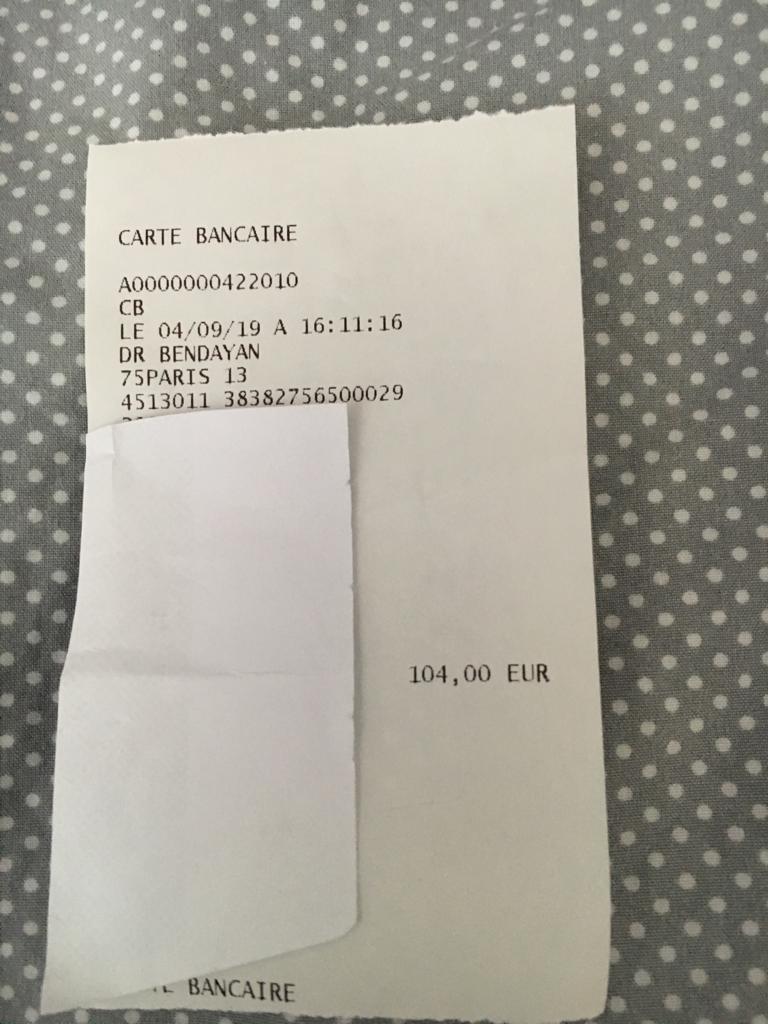 CARTE BANCAIRE
A0000000422010
CB
LE 04/09/19 A 16:11:16
DR BENDAYAN
75PARIS 13
4513011 38382756500029
104,00 EUR
BANCAIRE